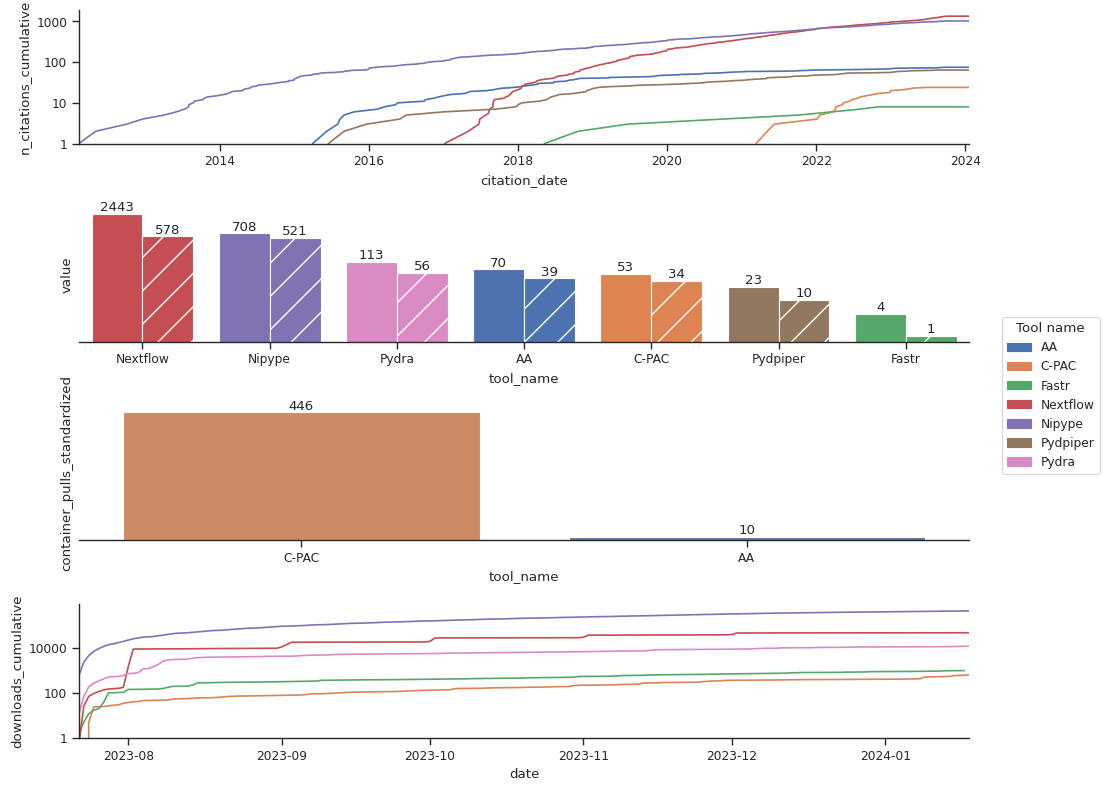 n_citations_cumulative
1000
100
10
1
2014 2016 2018 2020 2022 2024
citation_date
value
2443 578 708 521 113 56 70 39 53 34 23 10 4 1
Nextflow Nipype Pydra AA C-PAC Pydpiper Fastr
tool_name
Tool name
AA
C-PAC
Fastr
Nextflow
Nipype
Pydpiper
Pydra
container_pulls_standardized
446 10
C-PAC AA
tool_name
downloads_cumulative
10000
100
1
2023-08 2023-09 2023-10 2023-11 2023-12 2024-01
date